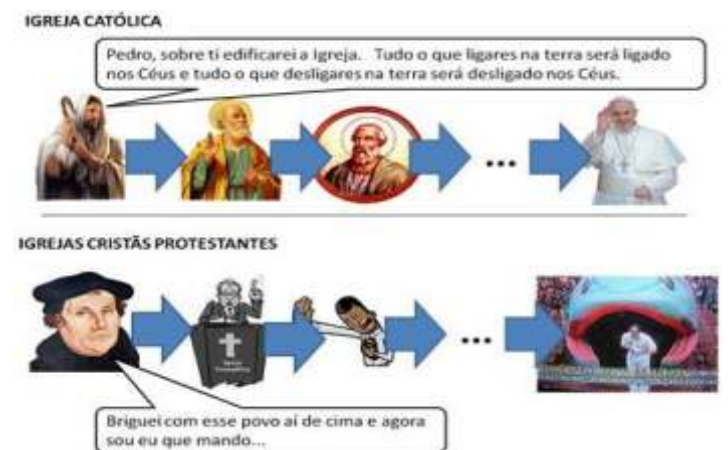 IGREJA CATÓLICA
Pedro, sobre ti edificarei a Igreja. Tudo o que ligares na terra será ligado
nos Céus e tudo o que desligares na terra será desligado nos Céus.
...
IGREJAS CRISTÃS PROTESTANTES
...
Briguei com esse povo aí de cima e agora
sou eu que mando...